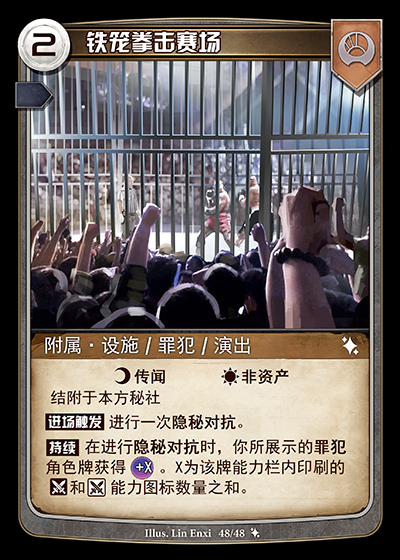 2 铁笼拳击赛场
附属·设施/罪犯/演出
传闻 非资产
结附于本方秘社
进场触发 进行一次隐秘对抗。
持续 在进行隐秘对抗时，你所展示的罪犯
角色牌获得 +X 。X为该牌能力栏内印刷的
和 能力图标数量之和。
Illus. Lin Enxi 48/48